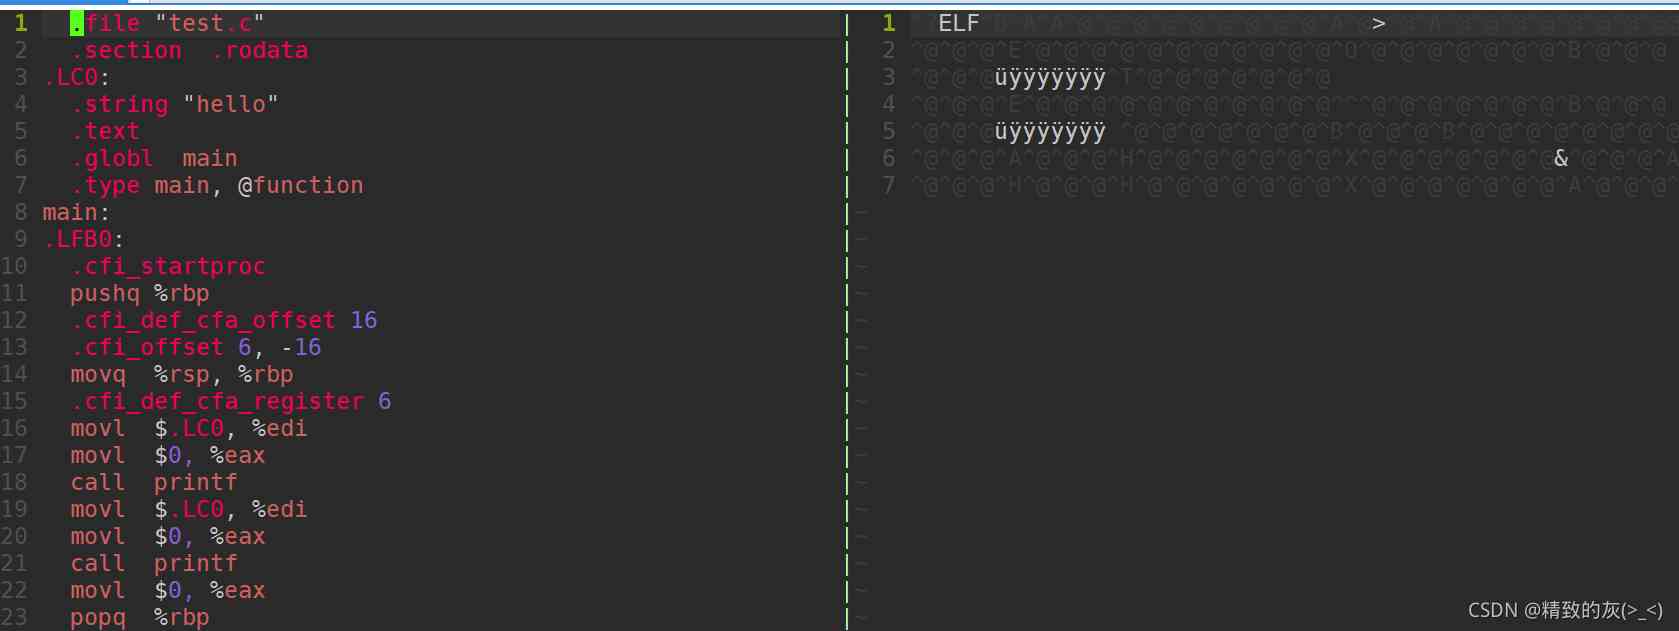 1 .file "test.c"
2 .section .rodata
3 .LC0:
4 .string "hello"
5 .text
6 .globl main
7 .type main, @function
8 main:
9 .LFB0:
10 .cfi_startproc
11 pushq %rbp
12 .cfi_def_cfa_offset 16
13 .cfi_offset 6, -16
14 movq %rsp, %rbp
15 .cfi_def_cfa_register 6
16 movl $.LC0, %edi
17 movl $0, %eax
18 call printf
19 movl $.LC0, %edi
20 movl $0, %eax
21 call printf
22 movl $0, %eax
23 popq %rbp
1 ELF >
2
3 üÿÿÿÿÿÿÿ
4
5 üÿÿÿÿÿÿÿ
6 &
7
CSDN @精致的灰(>_<)